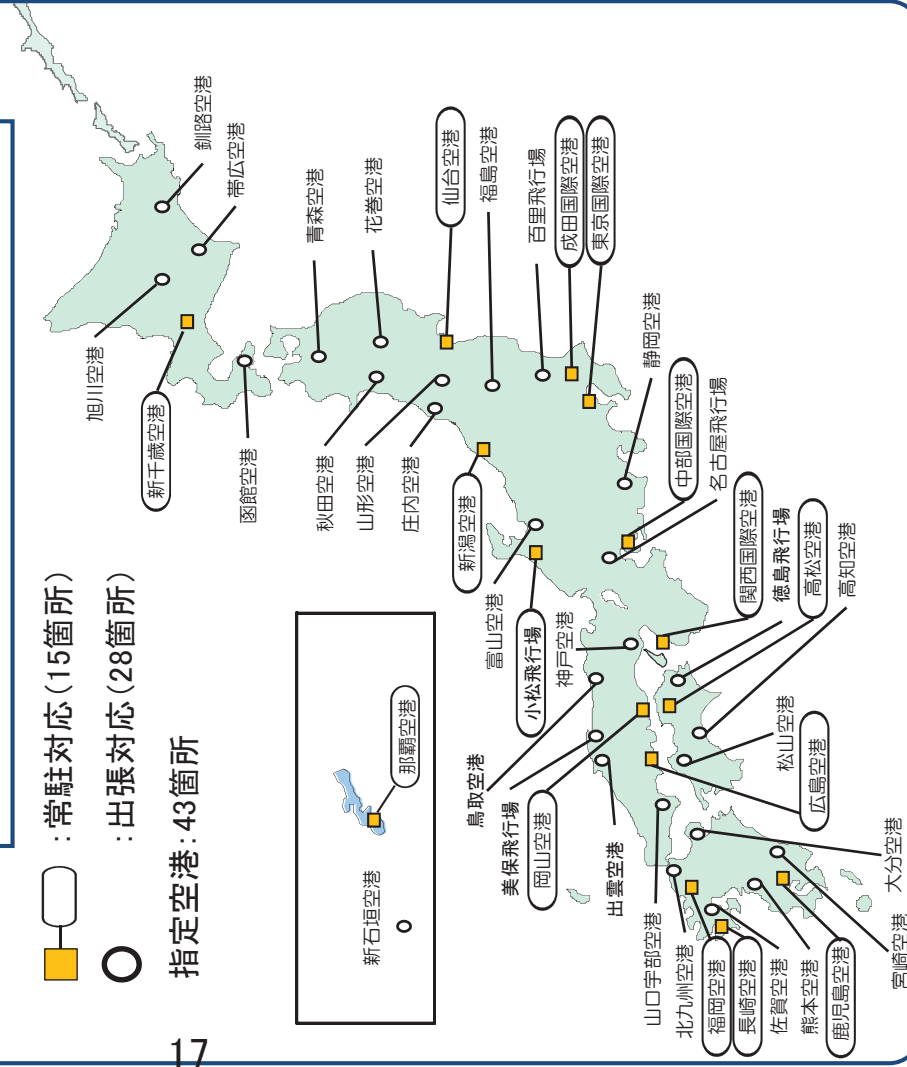 ：常駐対応（15箇所）
：出張対応（28箇所）
指定空港：43箇所
17
釧路空港
帯広空港
旭川空港
新千歳空港
函館空港
青森空港
花巻空港
仙台空港
福島空港
百里飛行場
成田国際空港
東京国際空港
秋田空港
山形空港
庄内空港
新潟空港
静岡空港
中部国際空港
名古屋飛行場
富山空港
小松飛行場
神戸空港
関西国際空港
徳島飛行場
高松空港
高知空港
鳥取空港
美保飛行場
岡山空港
出雲空港
松山空港
広島空港
山口宇部空港
北九州空港
福岡空港
長崎空港
佐賀空港
熊本空港
鹿児島空港
大分空港
宮崎空港
新石垣空港
那覇空港